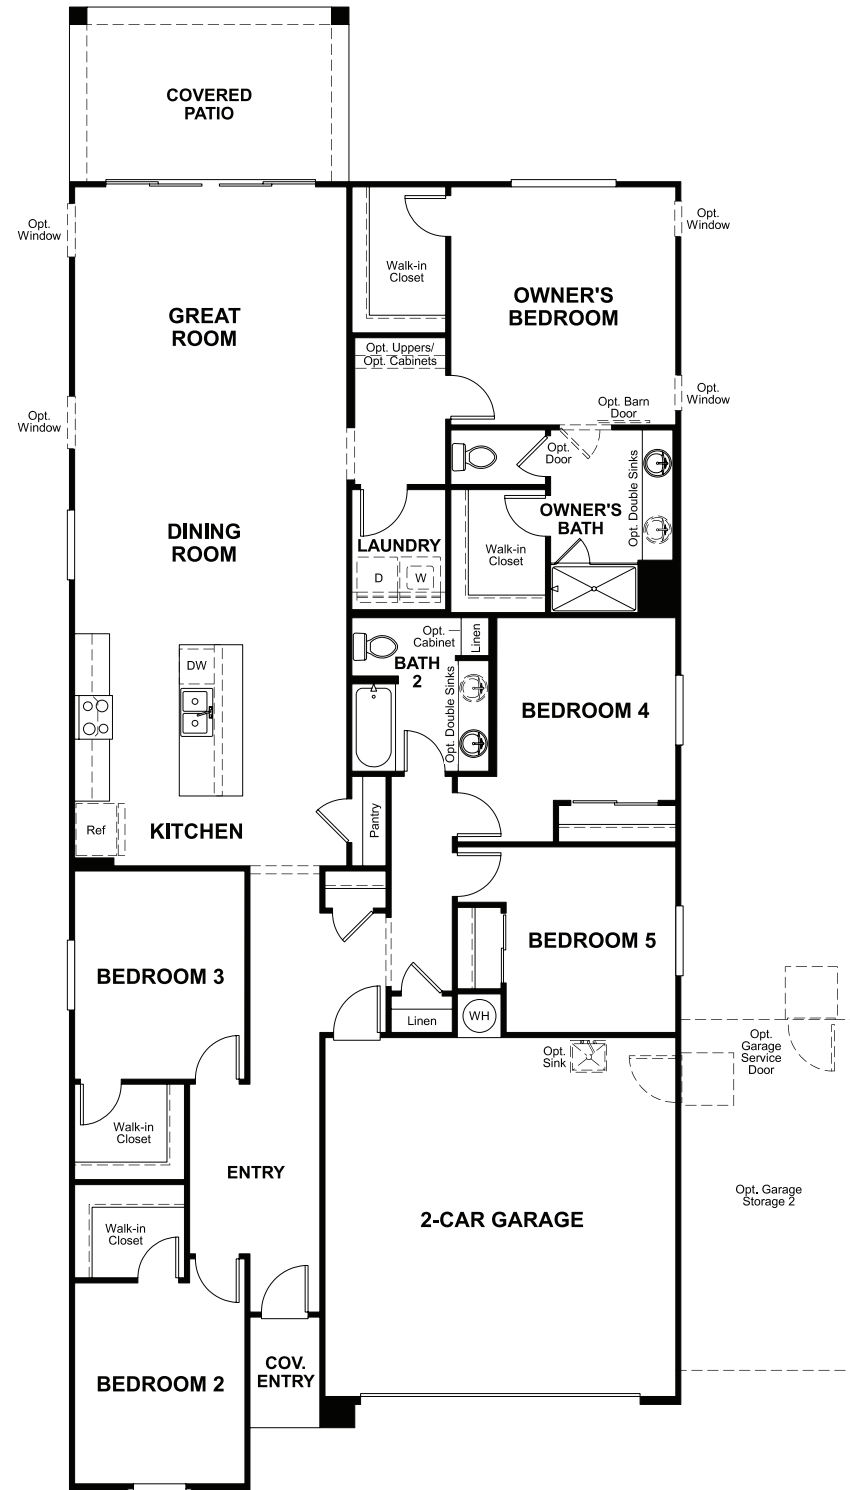 COVERED
PATIO
Opt.
Window
Opt.
Window
Walk-in
Closet
OWNER'S
BEDROOM
GREAT
ROOM
Opt. Uppers/
Opt. Cabinets
Opt.
Window
Opt. Barn
Door
Opt.
Window
Opt.
Door
Opt. Double Sinks
OWNER'S
BATH
DINING
ROOM
LAUNDRY
Walk-in
Closet
D
W
Opt.
Cabinet
Linen
BATH
2
DW
Opt. Double Sinks
BEDROOM 4
Pantry
Ref
KITCHEN
BEDROOM 5
BEDROOM 3
Linen
WH
Opt.
Sink
Opt.
Garage
Service
Door
Walk-in
Closet
ENTRY
Opt. Garage
Storage 2
2-CAR GARAGE
Walk-in
Closet
COV.
ENTRY
BEDROOM 2